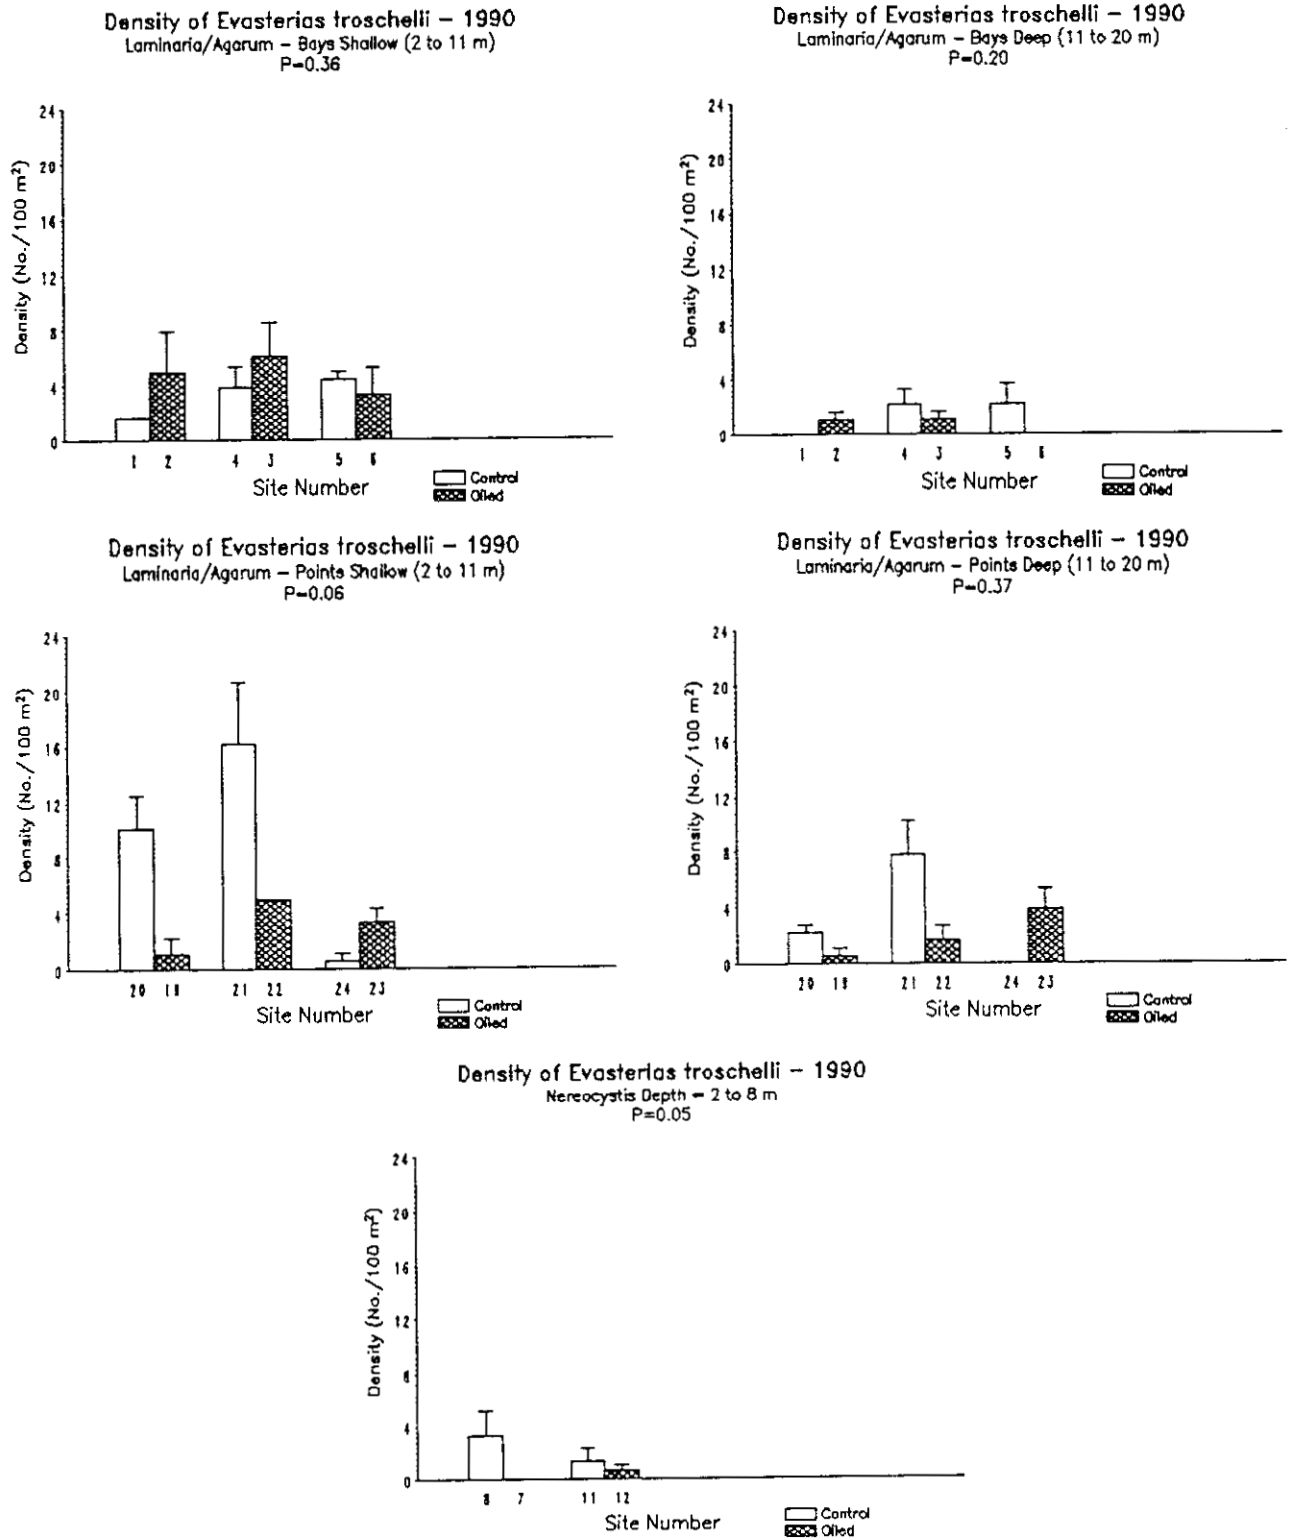 Density of Evasterias troschelli – 1990
Laminaria/Agarum – Bays Shallow (2 to 11 m)
P=0.36
Density (No./100 m²)
24
20
16
12
8
4
0
1 2 4 3 5 6
Site Number
Control
Oiled
Density of Evasterias troschelli – 1990
Laminaria/Agarum – Bays Deep (11 to 20 m)
P=0.20
Density (No./100 m²)
24
20
16
12
8
4
0
1 2 4 3 5 6
Site Number
Control
Oiled
Density of Evasterias troschelli – 1990
Laminaria/Agarum – Points Shallow (2 to 11 m)
P=0.06
Density (No./100 m²)
24
20
16
12
8
4
0
20 19 21 22 24 23
Site Number
Control
Oiled
Density of Evasterias troschelli – 1990
Laminaria/Agarum – Points Deep (11 to 20 m)
P=0.37
Density (No./100 m²)
24
20
16
12
8
4
0
20 19 21 22 24 23
Site Number
Control
Oiled
Density of Evasterias troschelli – 1990
Nereocystis Depth – 2 to 8 m
P=0.05
Density (No./100 m²)
24
20
16
12
8
4
0
8 7 11 12
Site Number
Control
Oiled